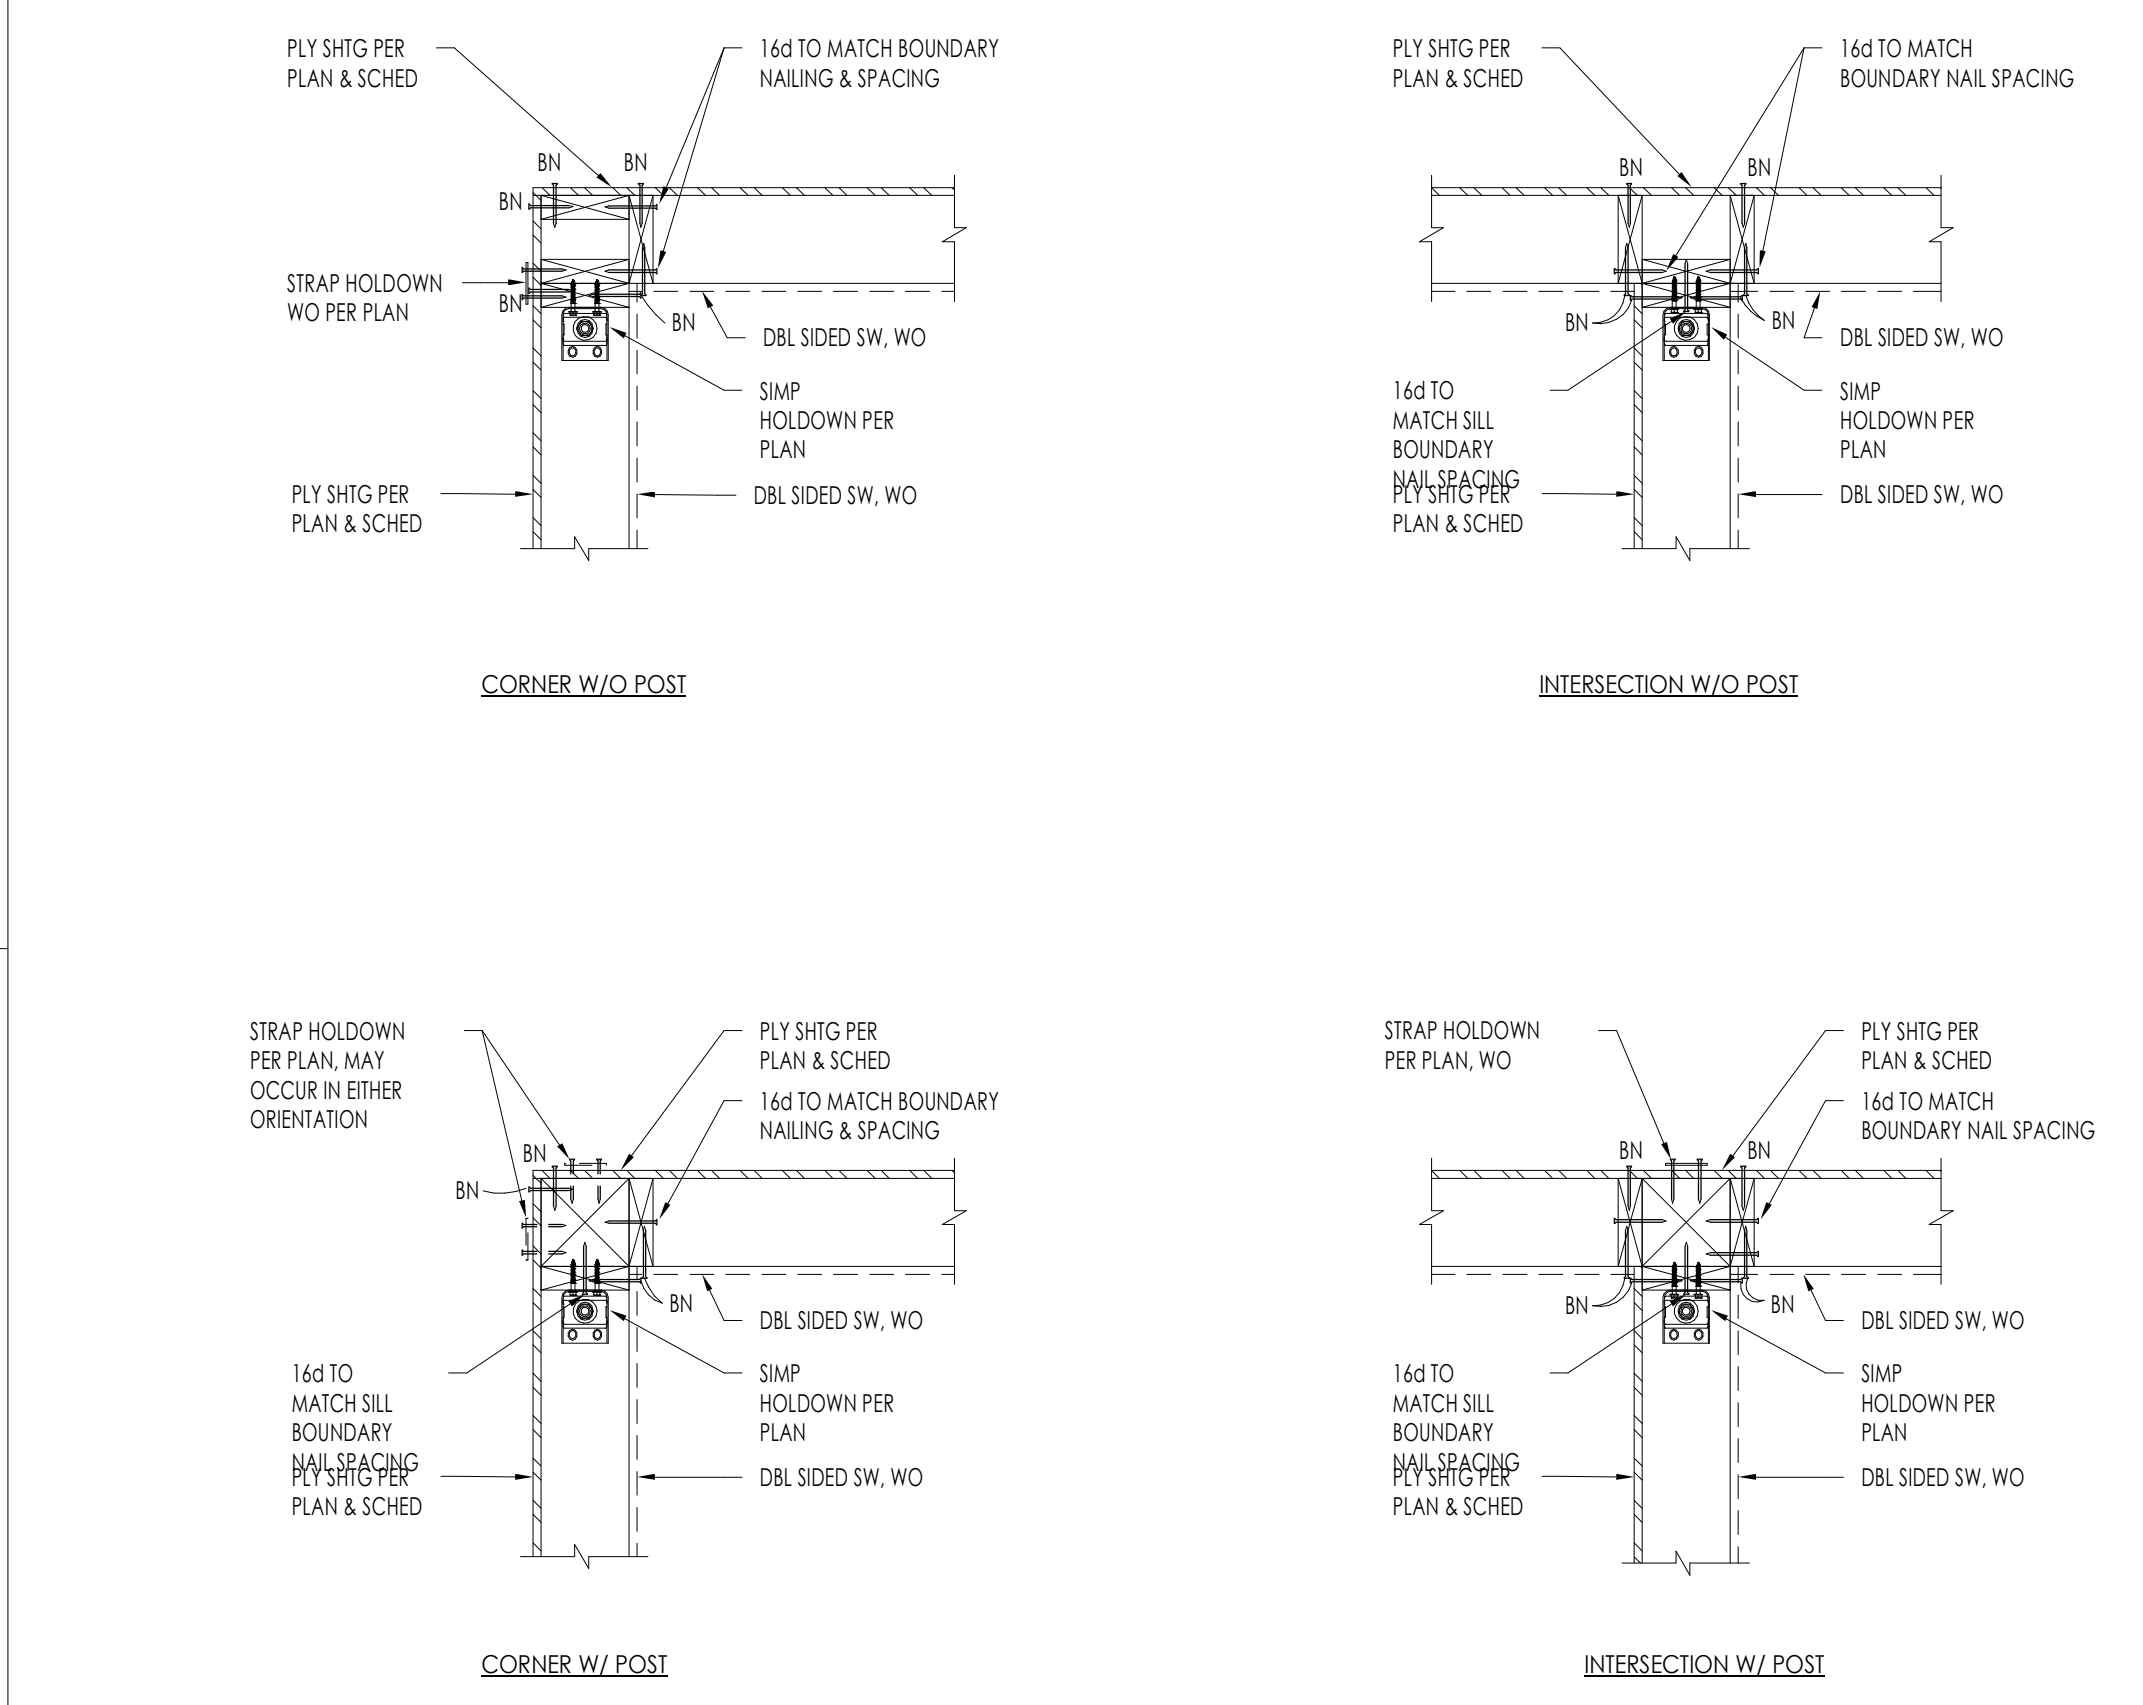 PLY SHTG PER
PLAN & SCHED
16d TO MATCH BOUNDARY
NAILING & SPACING
BN
BN
BN
STRAP HOLDOWN
WO PER PLAN
BN
BN
DBL SIDED SW, WO
SIMP
HOLDOWN PER
PLAN
PLY SHTG PER
PLAN & SCHED
DBL SIDED SW, WO
CORNER W/O POST
PLY SHTG PER
PLAN & SCHED
16d TO MATCH
BOUNDARY NAIL SPACING
BN
BN
BN
BN
DBL SIDED SW, WO
16d TO
MATCH SILL
BOUNDARY
NAIL SPACING
SIMP
HOLDOWN PER
PLAN
PLY SHTG PER
PLAN & SCHED
DBL SIDED SW, WO
INTERSECTION W/O POST
STRAP HOLDOWN
PER PLAN, MAY
OCCUR IN EITHER
ORIENTATION
PLY SHTG PER
PLAN & SCHED
16d TO MATCH BOUNDARY
NAILING & SPACING
BN
BN
BN
DBL SIDED SW, WO
16d TO
MATCH SILL
BOUNDARY
NAIL SPACING
SIMP
HOLDOWN PER
PLAN
PLY SHTG PER
PLAN & SCHED
DBL SIDED SW, WO
CORNER W/ POST
STRAP HOLDOWN
PER PLAN, WO
PLY SHTG PER
PLAN & SCHED
16d TO MATCH
BOUNDARY NAIL SPACING
BN
BN
BN
BN
DBL SIDED SW, WO
16d TO
MATCH SILL
BOUNDARY
NAIL SPACING
SIMP
HOLDOWN PER
PLAN
PLY SHTG PER
PLAN & SCHED
DBL SIDED SW, WO
INTERSECTION W/ POST